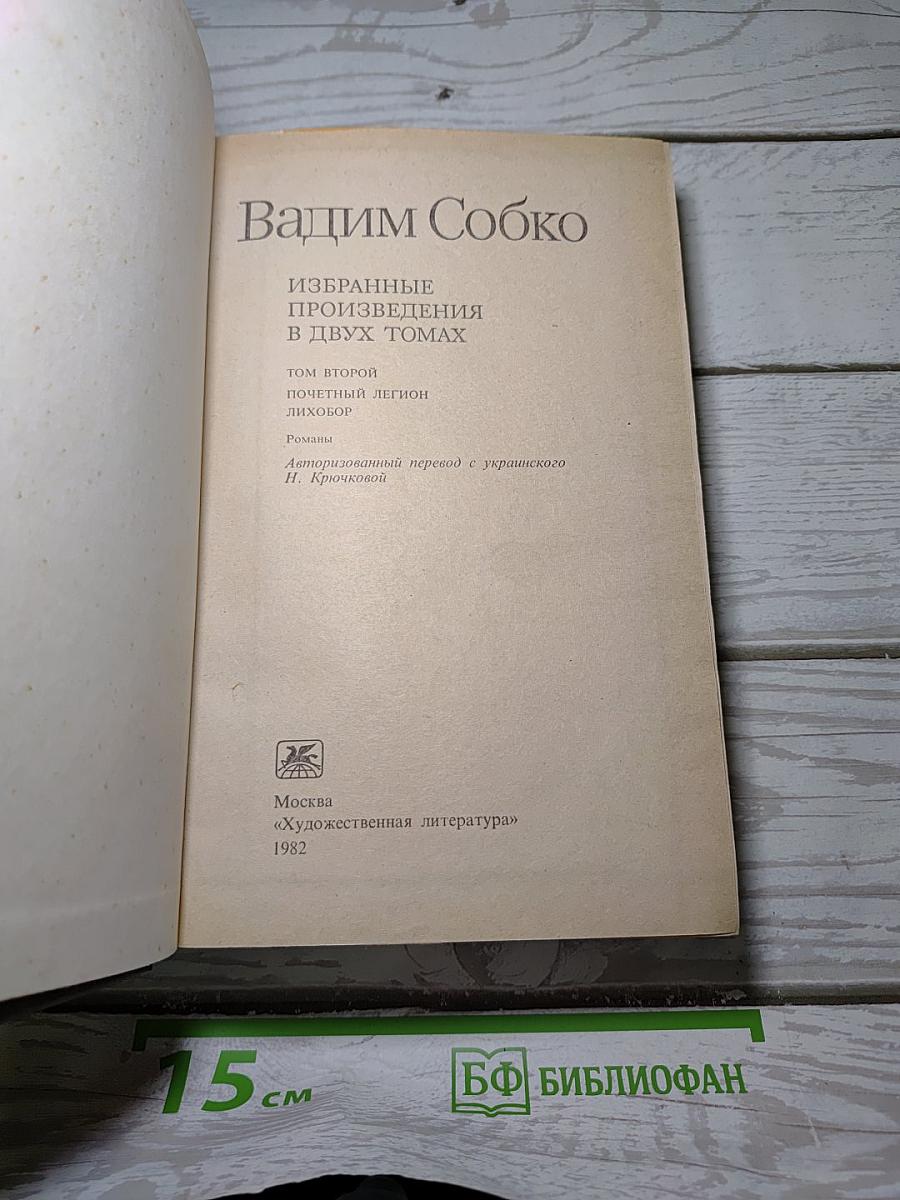 Вадим Собко
ИЗБРАННЫЕ
ПРОИЗВЕДЕНИЯ
В ДВУХ ТОМАХ
ТОМ ВТОРОЙ
ПОЧЕТНЫЙ ЛЕГИОН
ЛИХОБОР
Романы
Авторизованный перевод с украинского
Н. Крючковой
Москва
«Художественная литература»
1982
15 см
БФ БИБЛИОФАН